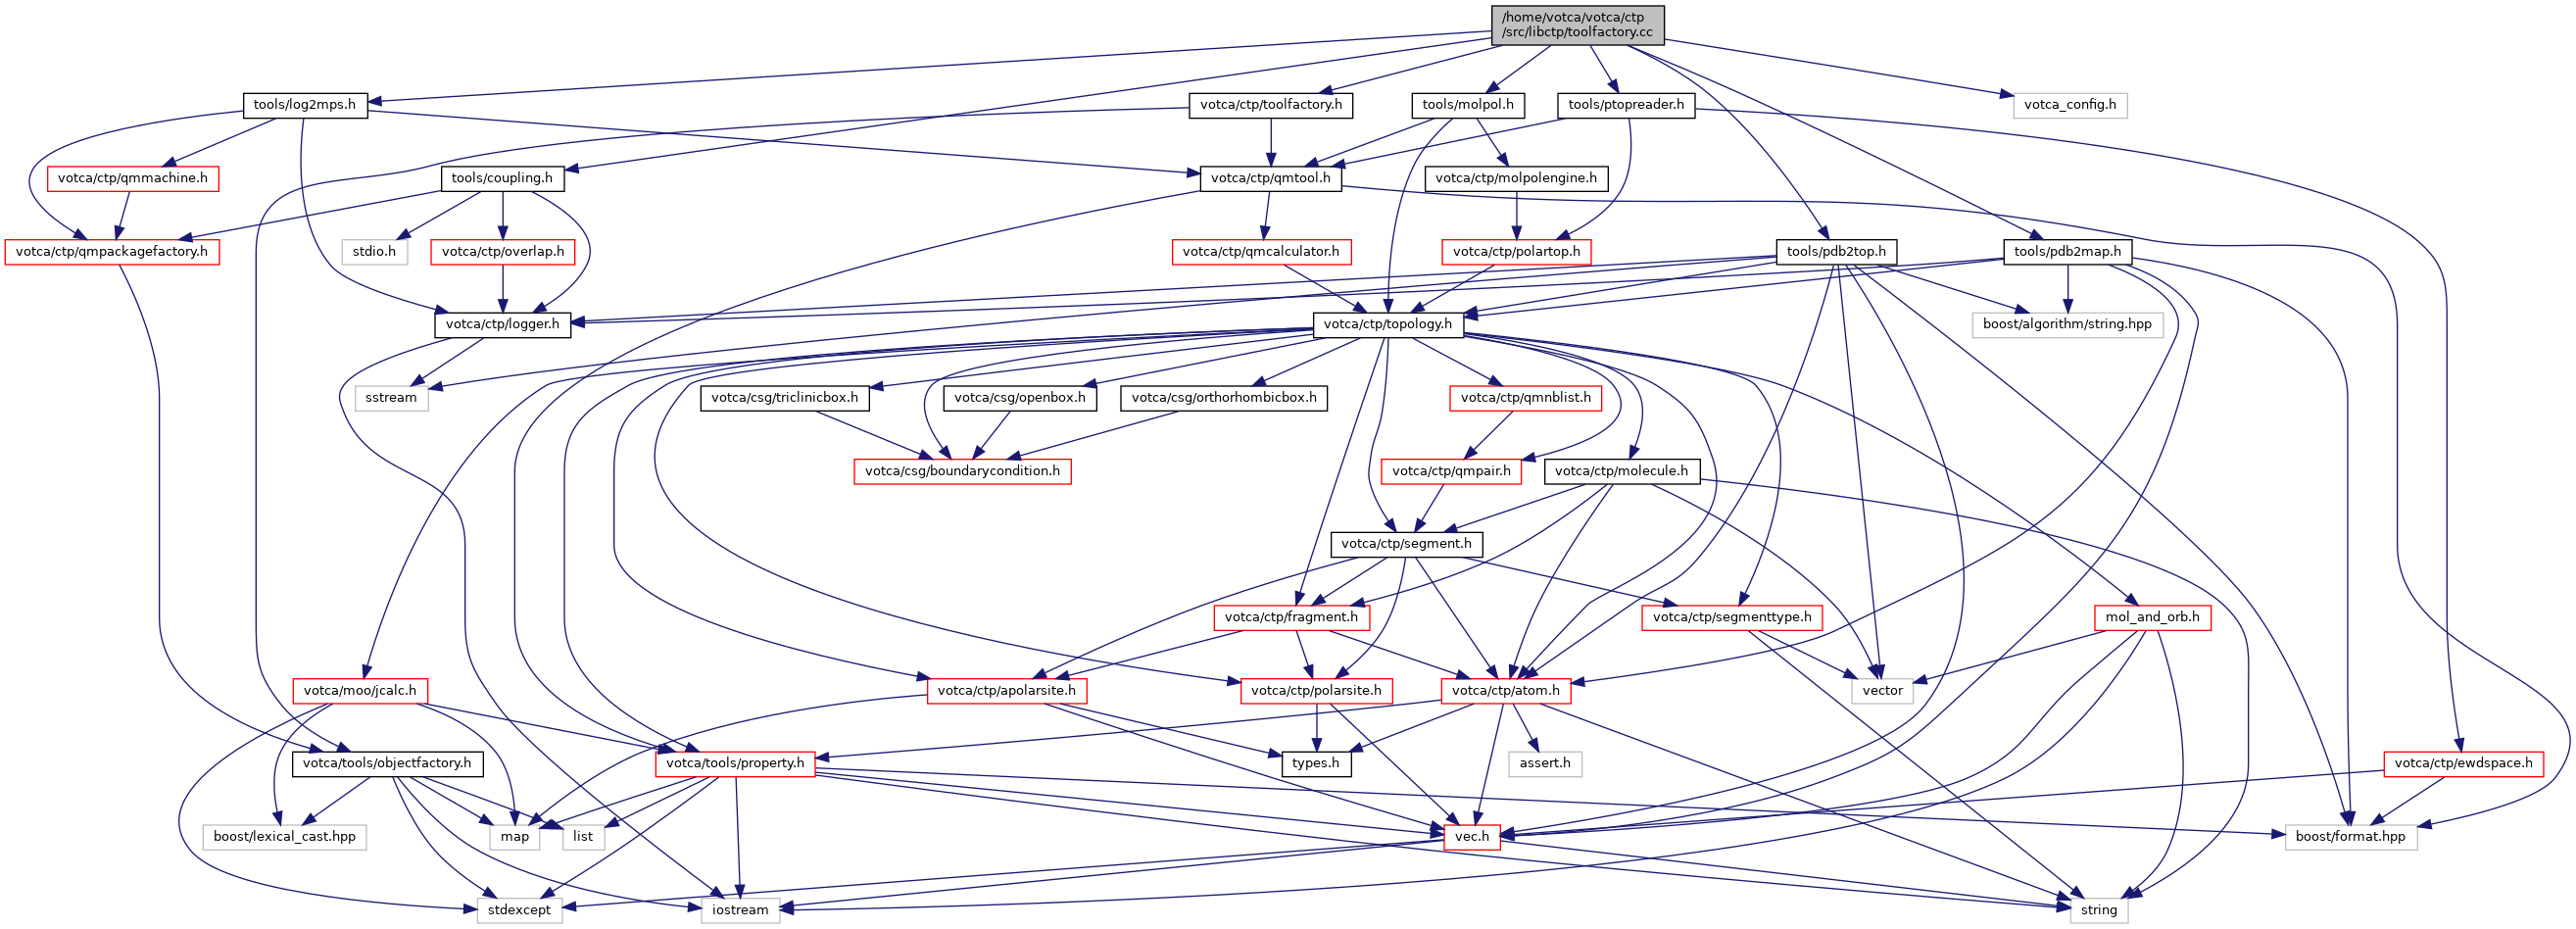 /home/votca/votca/ctp
/src/libctp/toolfactory.cc
tools/log2mps.h
votca/ctp/toolfactory.h
tools/molpol.h
tools/ptopreader.h
votca_config.h
votca/ctp/qmmachine.h
tools/coupling.h
votca/ctp/qmtool.h
votca/ctp/molpolengine.h
votca/ctp/qmpackagefactory.h
stdio.h
votca/ctp/overlap.h
votca/ctp/qmcalculator.h
votca/ctp/polartop.h
tools/pdb2top.h
tools/pdb2map.h
votca/ctp/logger.h
votca/ctp/topology.h
boost/algorithm/string.hpp
sstream
votca/csg/triclinicbox.h
votca/csg/openbox.h
votca/csg/orthorhombicbox.h
votca/ctp/qmnblist.h
votca/csg/boundarycondition.h
votca/ctp/qmpair.h
votca/ctp/molecule.h
votca/ctp/segment.h
votca/ctp/fragment.h
votca/ctp/segmenttype.h
mol_and_orb.h
votca/moo/jcalc.h
votca/ctp/apolarsite.h
votca/ctp/polarsite.h
votca/ctp/atom.h
vector
votca/tools/objectfactory.h
votca/tools/property.h
types.h
assert.h
votca/ctp/ewdspace.h
boost/lexical_cast.hpp
map
list
vec.h
boost/format.hpp
stdexcept
iostream
string